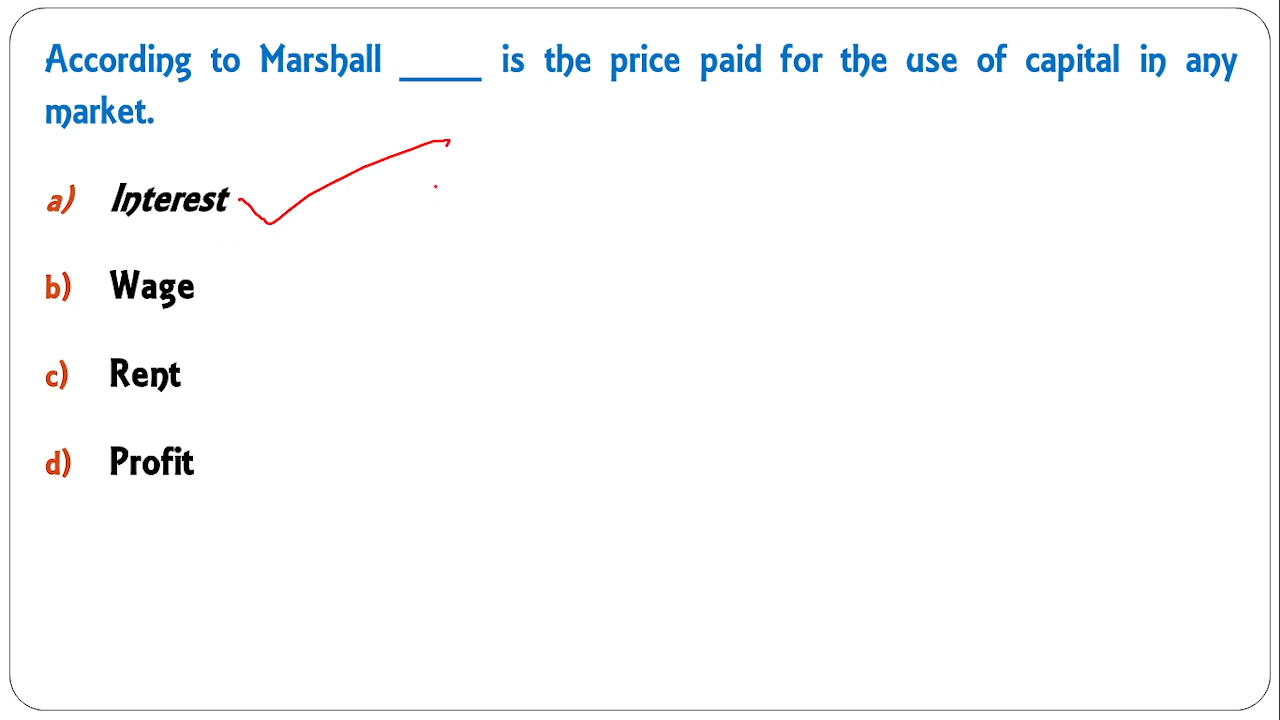 According to Marshall _____ is the price paid for the use of capital in any
market.
a) Interest
b) Wage
c) Rent
d) Profit